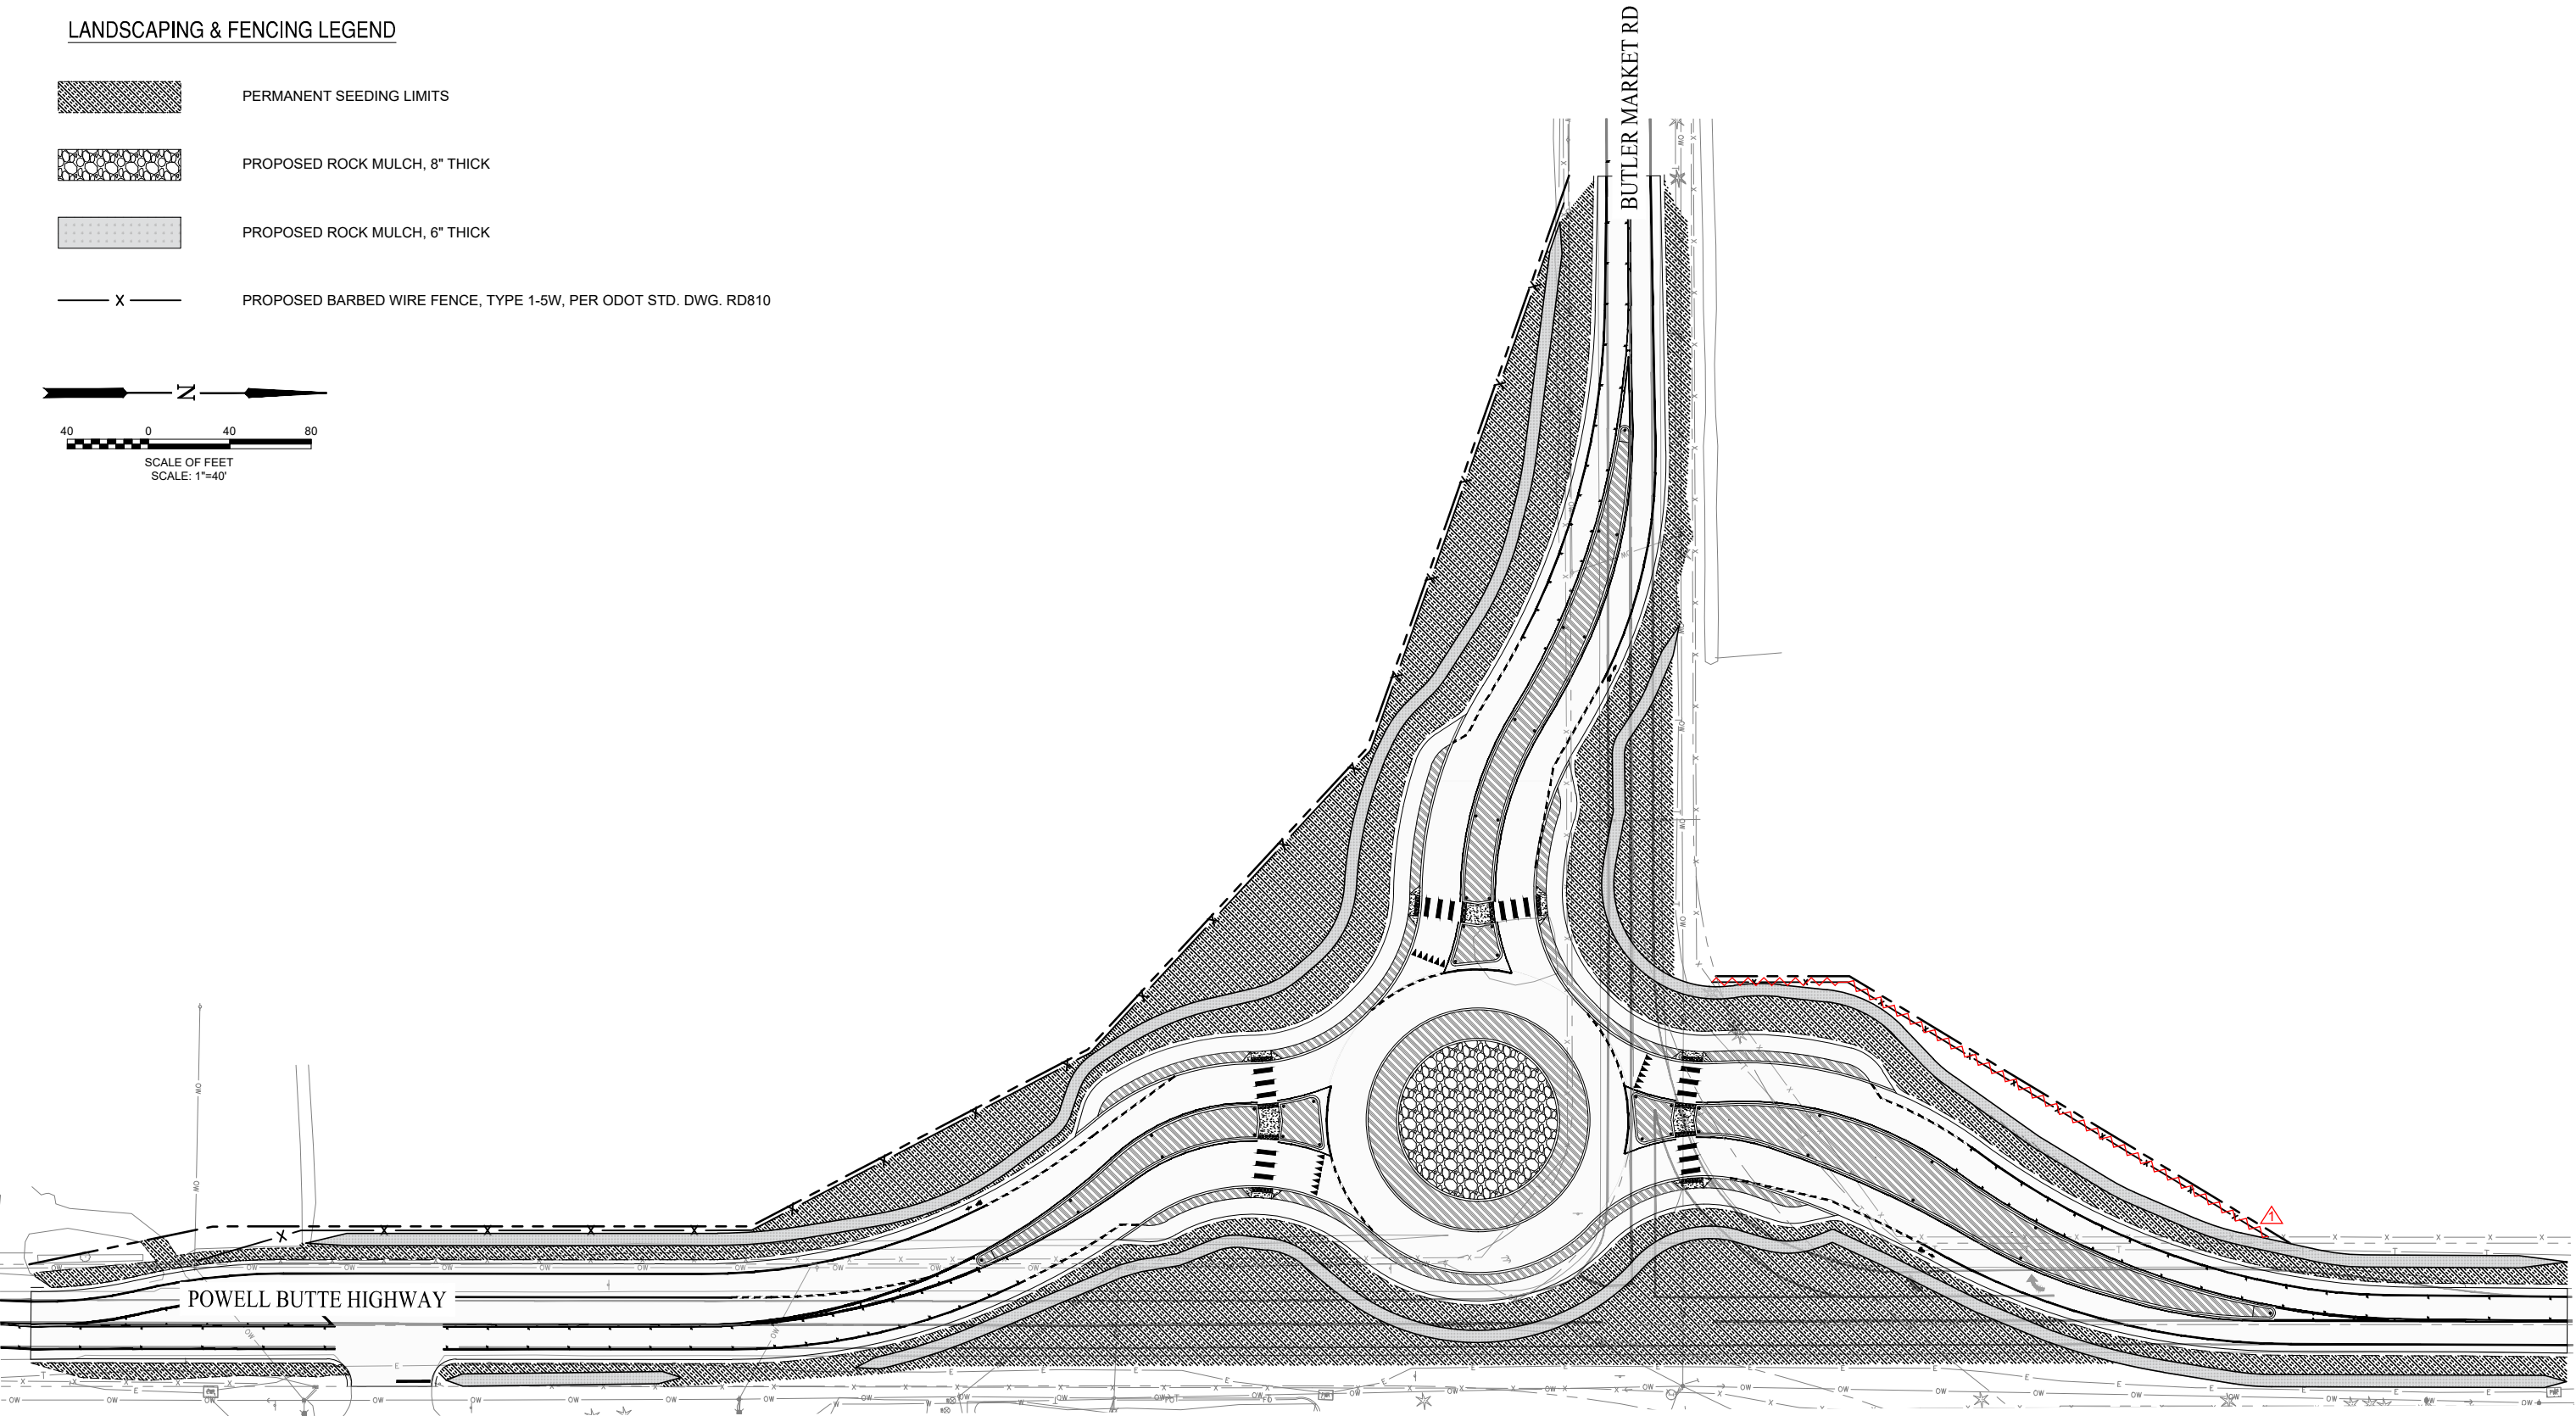 LANDSCAPING & FENCING LEGEND
PERMANENT SEEDING LIMITS
PROPOSED ROCK MULCH, 8" THICK
PROPOSED ROCK MULCH, 6" THICK
X
PROPOSED BARBED WIRE FENCE, TYPE 1-5W, PER ODOT STD. DWG. RD810
N
40 0 40 80
SCALE OF FEET
SCALE: 1"=40'
BUTLER MARKET RD
1
POWELL BUTTE HIGHWAY